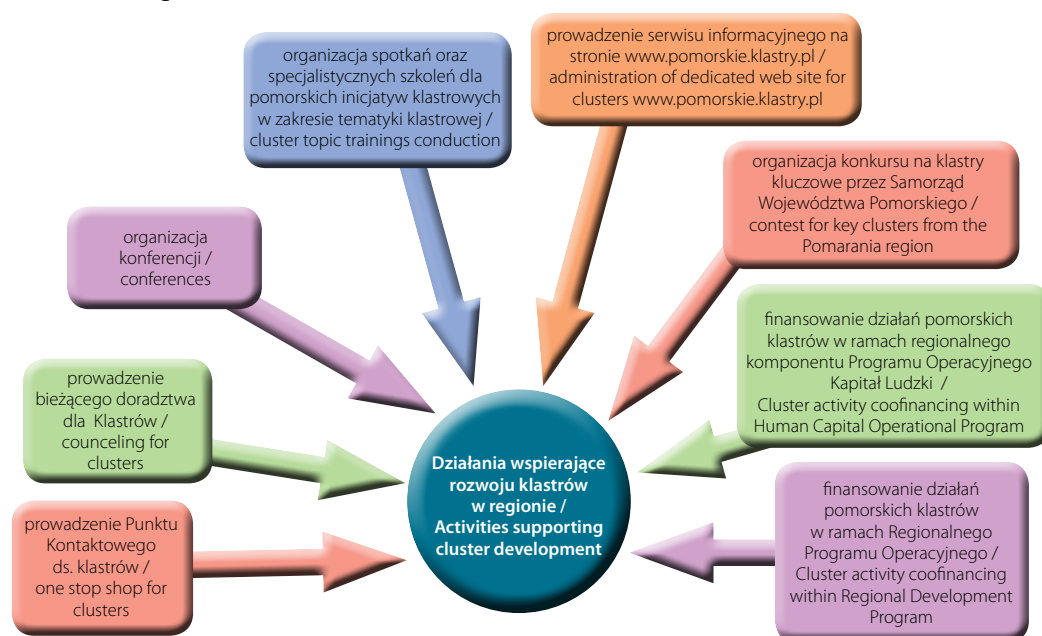 organizacja spotkań oraz
specjalistycznych szkoleń dla
pomorskich inicjatyw klastrowych
w zakresie tematyki klastrowej /
cluster topic trainings conduction
prowadzenie serwisu informacyjnego na
stronie www.pomorskie.klastry.pl /
administration of dedicated web site for
clusters www.pomorskie.klastry.pl
organizacja konkursu na klastry
kluczowe przez Samorząd
Województwa Pomorskiego /
contest for key clusters from the
Pomarania region
organizacja
konferencji /
conferences
finansowanie działań pomorskich
klastrów w ramach regionalnego
komponentu Programu Operacyjnego
Kapitał Ludzki /
Cluster activity coofinancing within
Human Capital Operational Program
prowadzenie
bieżącego doradztwa
dla Klastrów /
counceling for
clusters
Działania wspierające
rozwoju klastrów
w regionie /
Activities supporting
cluster development
finansowanie działań
pomorskich klastrów
w ramach Regionalnego
Programu Operacyjnego /
Cluster activity coofinancing
within Regional Development
Program
prowadzenie Punktu
Kontaktowego
ds. klastrów /
one stop shop for
clusters